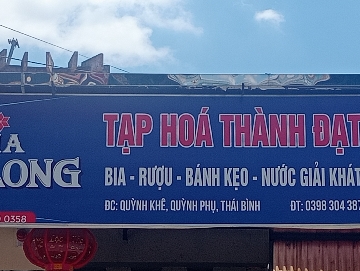 TẠP HOÁ THÀNH ĐẠT
BIA - RƯỢU - BÁNH KẸO - NƯỚC GIẢI KHÁT
ĐC: QUỲNH KHÊ, QUỲNH PHỤ, THÁI BÌNH
ĐT: 0398 304 387
0358